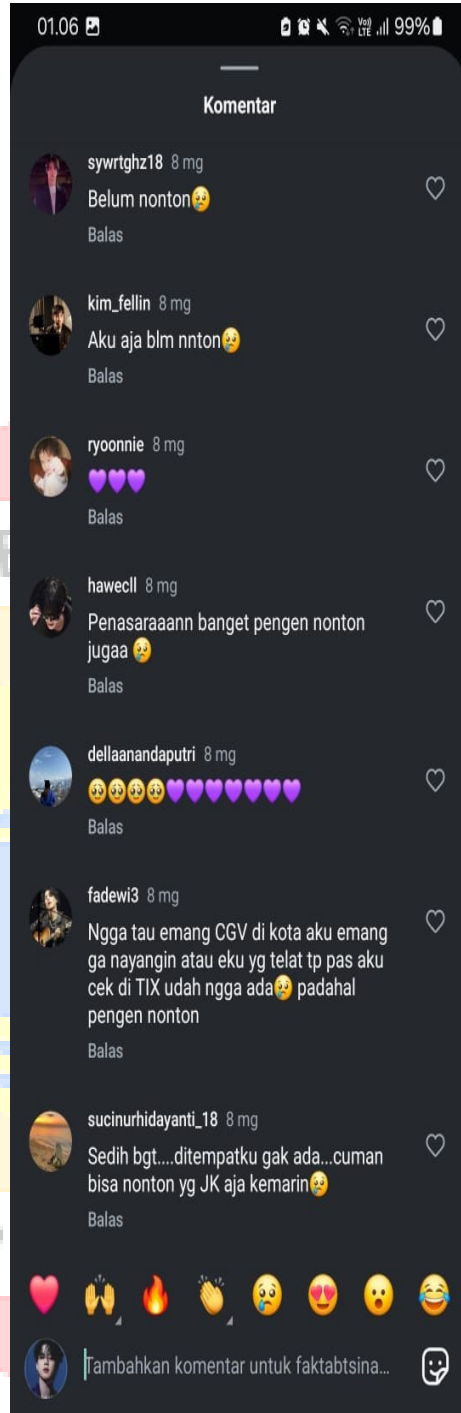 01.06 Vo) LTE 99%
Komentar
sywrtghz18 8 mg
Belum nonton😢
Balas
kim_fellin 8 mg
Aku aja blm nnton😢
Balas
ryoonnie 8 mg
💜💜💜
Balas
hawecll 8 mg
Penasaraaann banget pengen nonton
jugaa 😢
Balas
dellaanandaputri 8 mg
🥹🥹🥹🥹💜💜💜💜💜💜💜
Balas
fadewi3 8 mg
Ngga tau emang CGV di kota aku emang
ga nayangin atau eku yg telat tp pas aku
cek di TIX udah ngga ada😢 padahal
pengen nonton
Balas
sucinurhidayanti_18 8 mg
Sedih bgt....ditempatku gak ada...cuman
bisa nonton yg JK aja kemarin😢
Balas
Tambahkan komentar untuk faktabtsina...